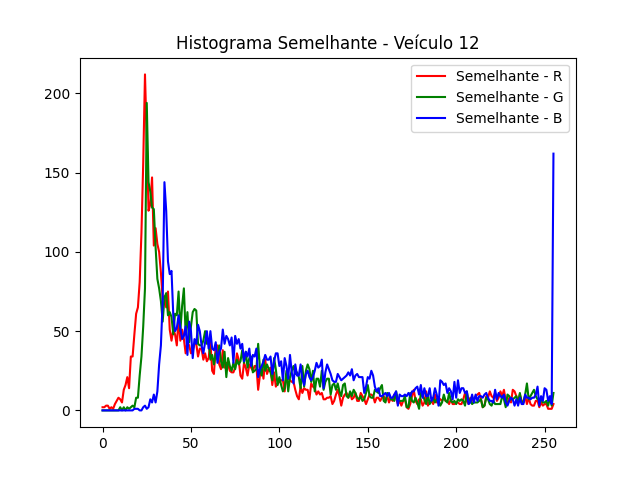 Histograma Semelhante - Veículo 12
Semelhante - R
Semelhante - G
Semelhante - B
200
150
100
50
0
0 50 100 150 200 250